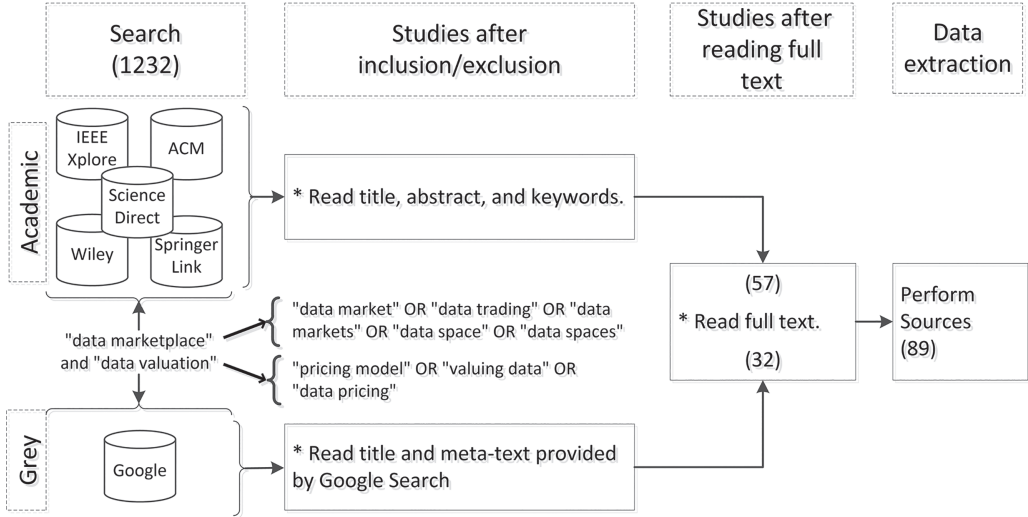 Search
(1232)
Studies after
inclusion/exclusion
Studies after
reading full
text
Data
extraction
Academic
IEEE
Xplore
ACM
Science
Direct
Wiley
Springer
Link
* Read title, abstract, and keywords.
"data marketplace"
and "data valuation"
"data market" OR "data trading" OR "data
markets" OR "data space" OR "data spaces"
"pricing model" OR "valuing data" OR
"data pricing"
(57)
* Read full text.
(32)
Perform
Sources
(89)
Grey
Google
* Read title and meta-text provided
by Google Search